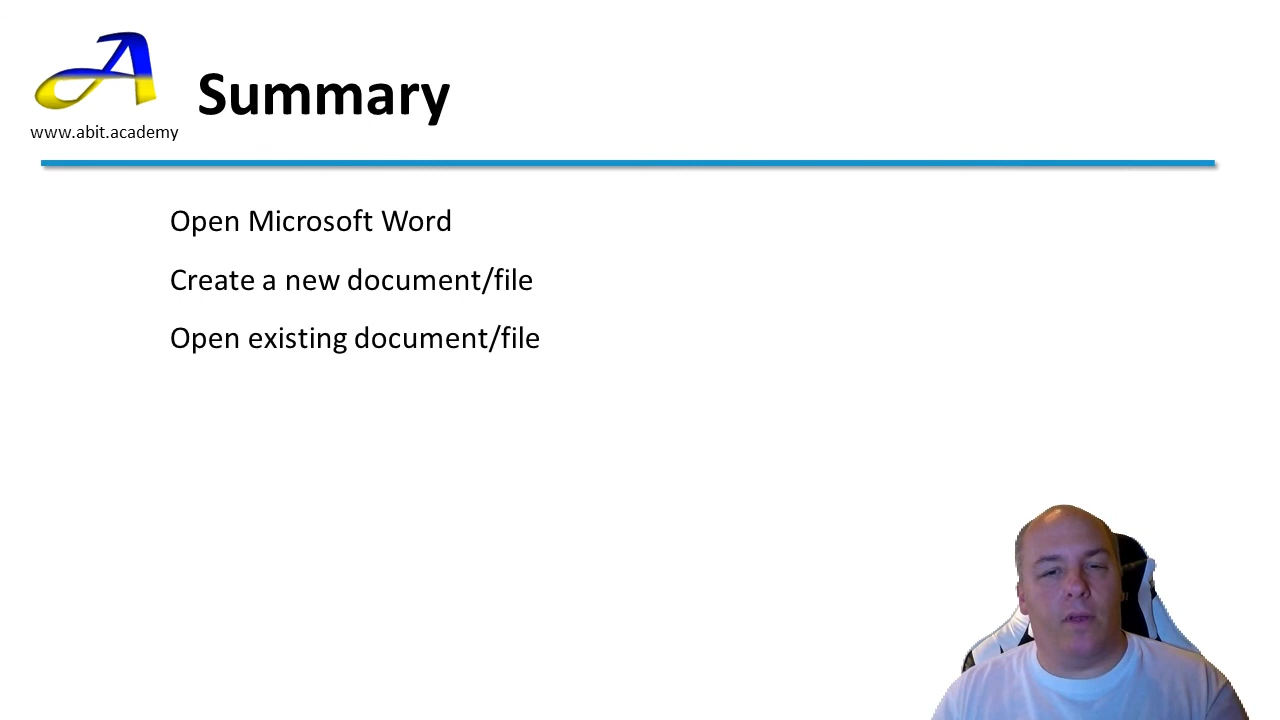 Summary
www.abit.academy
Open Microsoft Word
Create a new document/file
Open existing document/file